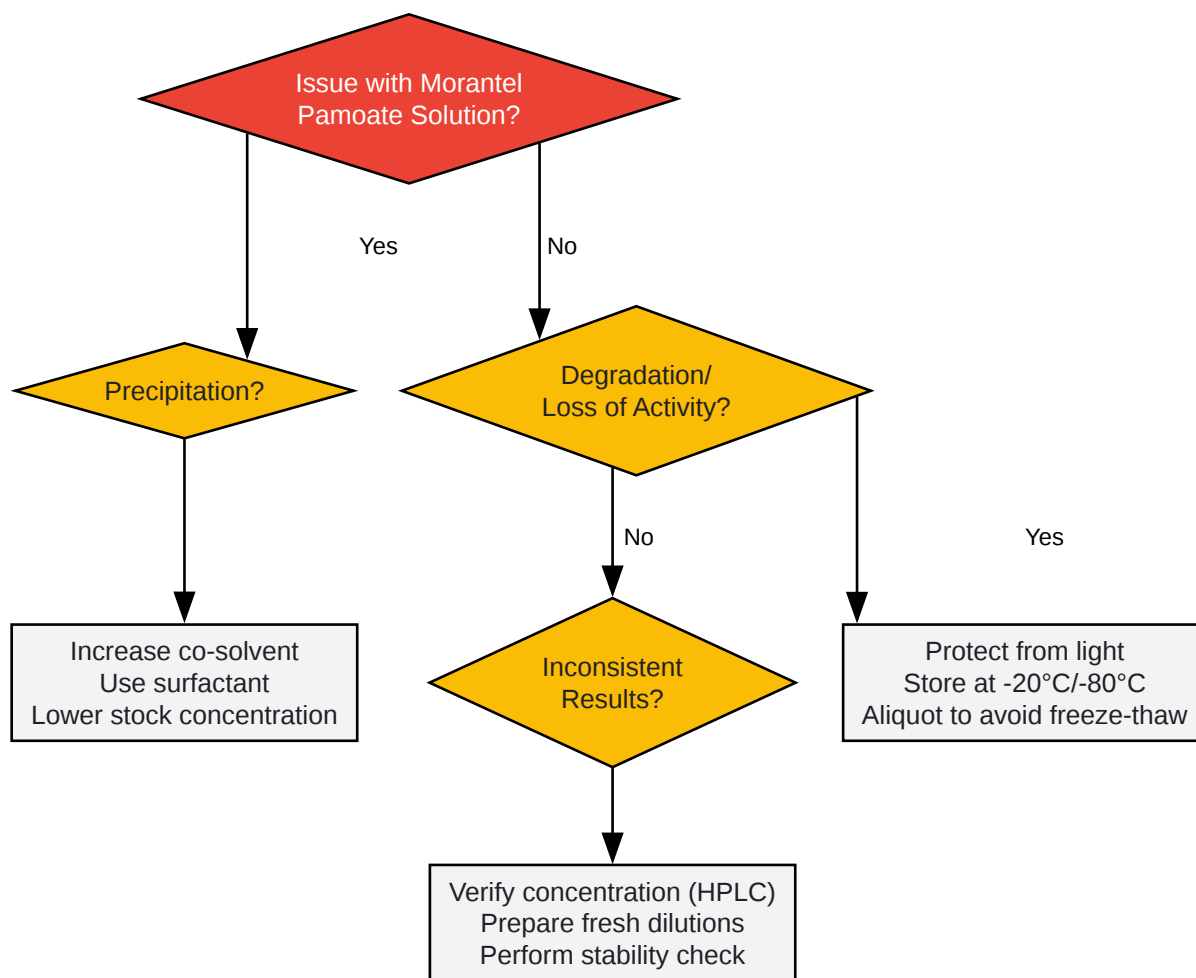 Issue with Morantel
Pamoate Solution?
Yes
No
Precipitation?
Degradation/
Loss of Activity?
No
Yes
Increase co-solvent
Use surfactant
Lower stock concentration
Inconsistent
Results?
Protect from light
Store at -20°C/-80°C
Aliquot to avoid freeze-thaw
Verify concentration (HPLC)
Prepare fresh dilutions
Perform stability check